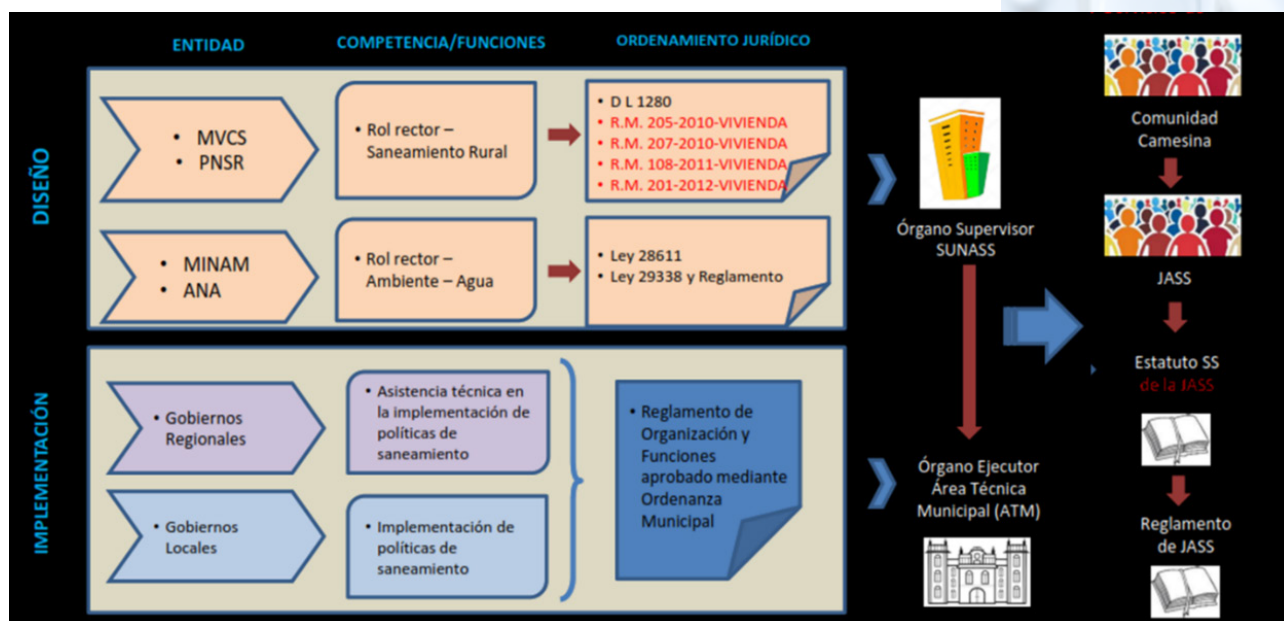 ENTIDAD
COMPETENCIA/FUNCIONES
ORDENAMIENTO JURÍDICO
DISEÑO
• MVCS
• PNSR
• Rol rector –
Saneamiento Rural
• D L 1280
• R.M. 205-2010-VIVIENDA
• R.M. 207-2010-VIVIENDA
• R.M. 108-2011-VIVIENDA
• R.M. 201-2012-VIVIENDA
• MINAM
• ANA
• Rol rector –
Ambiente – Agua
• Ley 28611
• Ley 29338 y Reglamento
IMPLEMENTACIÓN
• Gobiernos
Regionales
• Asistencia técnica en
la implementación de
políticas de
saneamiento
• Gobiernos
Locales
• Implementación de
políticas de
saneamiento
• Reglamento de
Organización y
Funciones
aprobado mediante
Ordenanza
Municipal
Órgano Supervisor
SUNASS
Órgano Ejecutor
Área Técnica
Municipal (ATM)
Comunidad
Camesina
JASS
Estatuto SS
de la JASS
Reglamento
de JASS